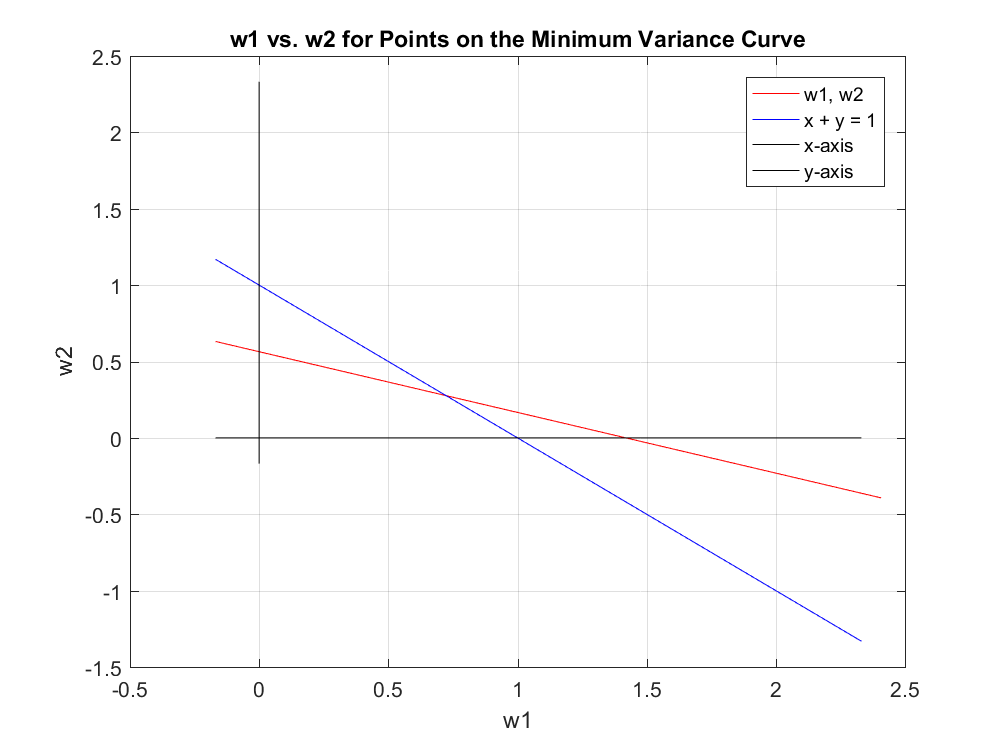 w1 vs. w2 for Points on the Minimum Variance Curve
w1, w2
x + y = 1
x-axis
y-axis
2.5
2
1.5
1
0.5
0
-0.5
-1
-1.5
w2
-0.5
0
0.5
1
1.5
2
2.5
w1